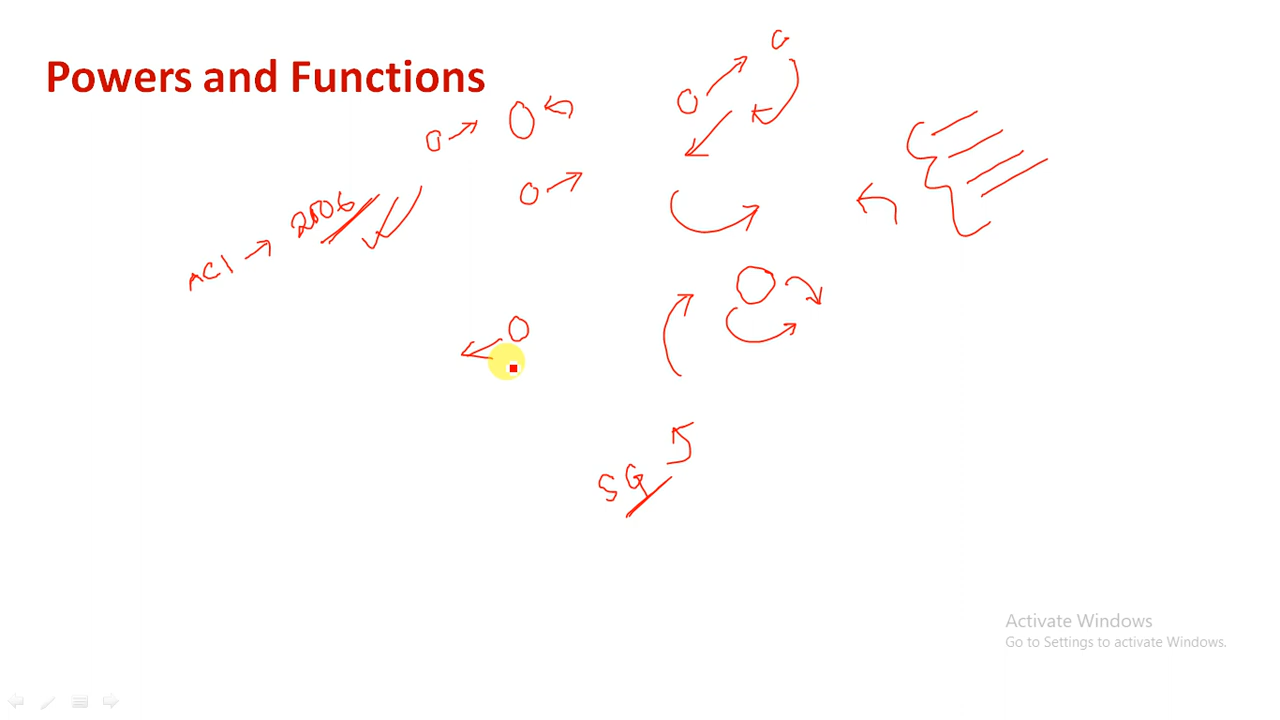 Powers and Functions
2006
ACI →
SG
Activate Windows
Go to Settings to activate Windows.